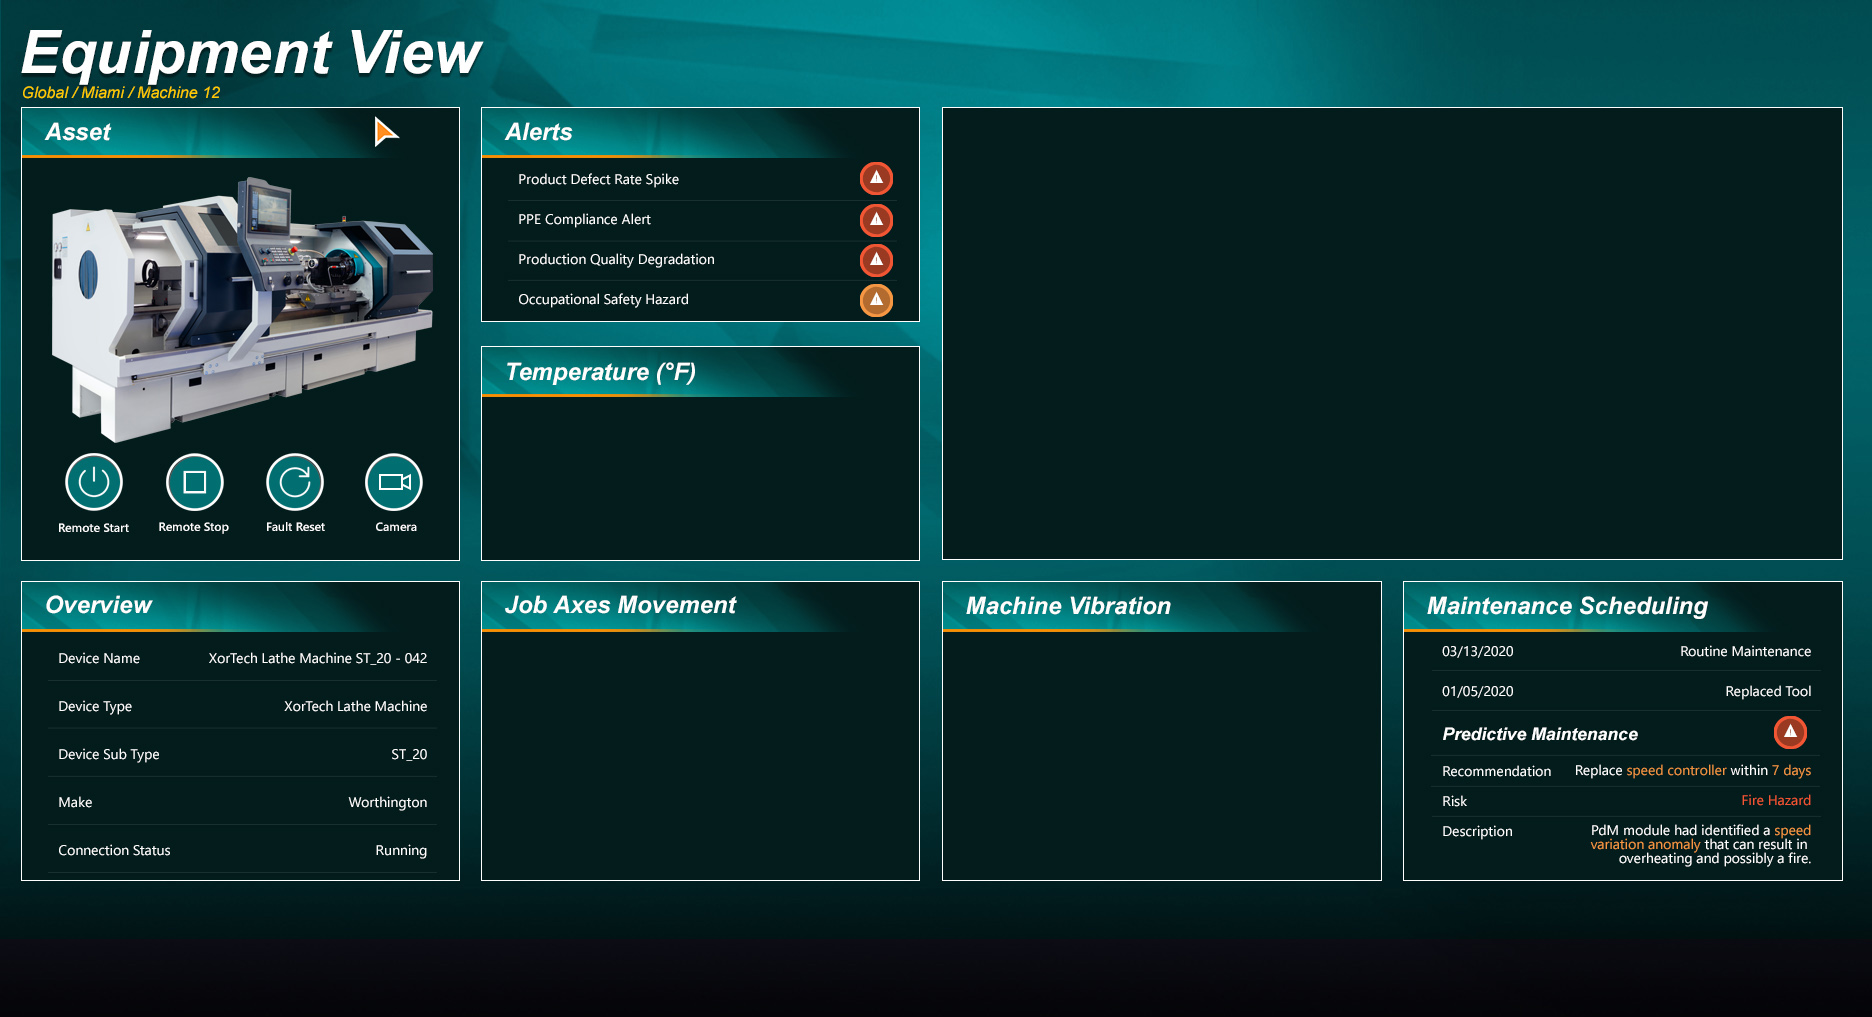 Equipment View
Global / Miami / Machine 12
Asset
Remote Start
Remote Stop
Fault Reset
Camera
Alerts
Product Defect Rate Spike
PPE Compliance Alert
Production Quality Degradation
Occupational Safety Hazard
Temperature (°F)
Overview
Device Name XorTech Lathe Machine ST_20 - 042
Device Type XorTech Lathe Machine
Device Sub Type ST_20
Make Worthington
Connection Status Running
Job Axes Movement
Machine Vibration
Maintenance Scheduling
03/13/2020 Routine Maintenance
01/05/2020 Replaced Tool
Predictive Maintenance
Recommendation Replace speed controller within 7 days
Risk Fire Hazard
Description PdM module had identified a speed
variation anomaly that can result in
overheating and possibly a fire.